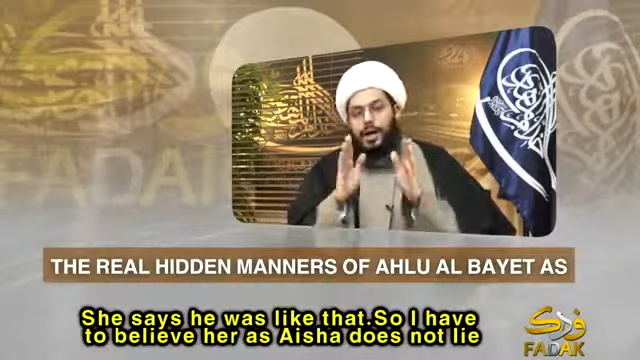 FADAK
THE REAL HIDDEN MANNERS OF AHLU AL BAYET AS
She says he was like that.So I have
to believe her as Aisha does not lie
فدك
FADAK